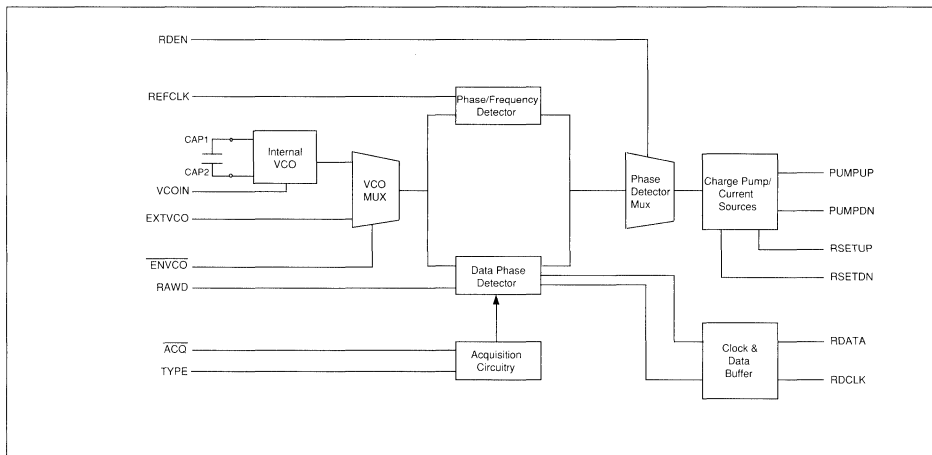 RDEN
REFCLK
Phase/Frequency
Detector
CAP1
CAP2
Internal
VCO
VCOIN
EXTVCO
VCO
MUX
ENVCO
RAWD
Data Phase
Detector
Phase
Detector
Mux
Charge Pump/
Current
Sources
PUMPUP
PUMPDN
RSETUP
RSETDN
ACQ
TYPE
Acquisition
Circuitry
Clock &
Data
Buffer
RDATA
RDCLK